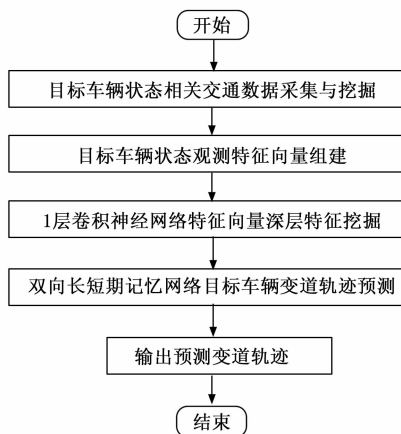 开始
目标车辆状态相关交通数据采集与挖掘
目标车辆状态观测特征向量组建
1层卷积神经网络特征向量深层特征挖掘
双向长短期记忆网络目标车辆变道轨迹预测
输出预测变道轨迹
结束